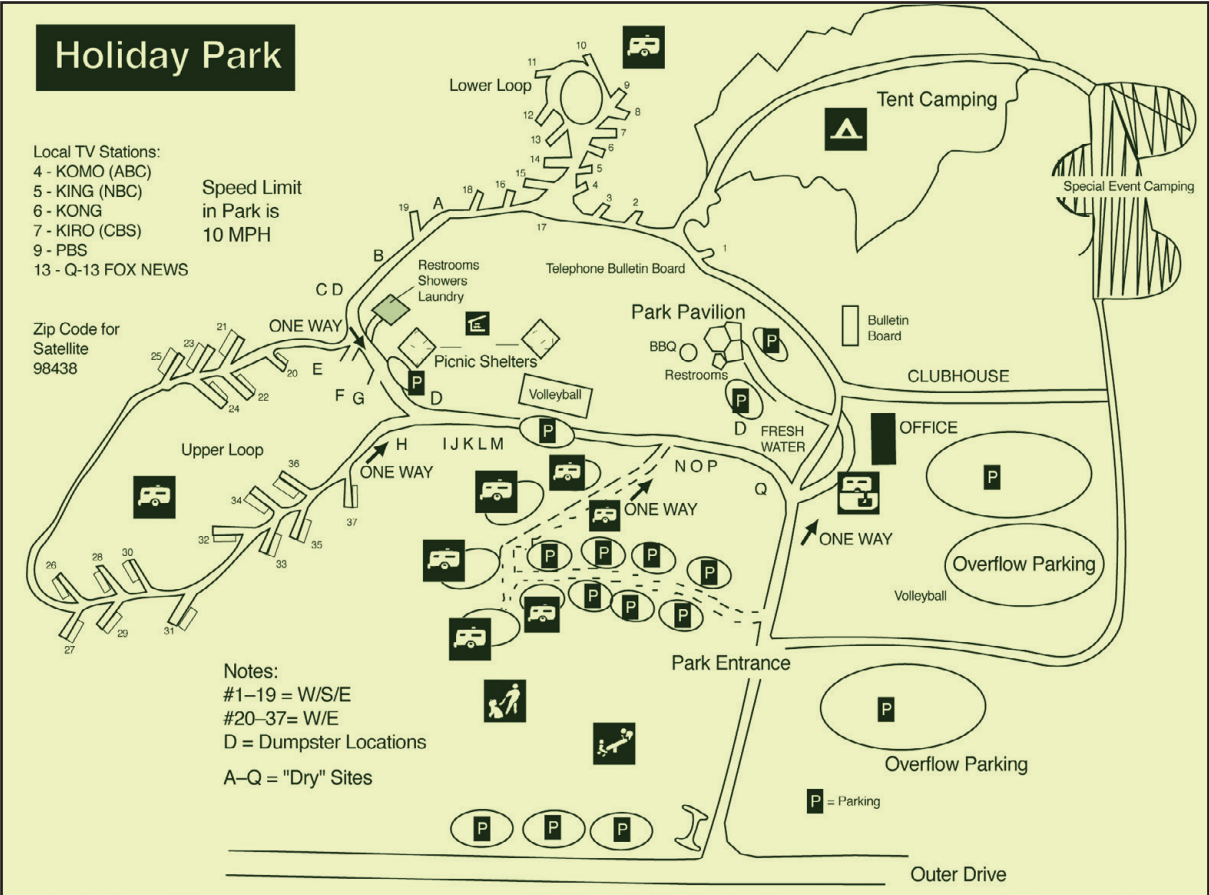 Holiday Park
Local TV Stations:
4 - KOMO (ABC)
5 - KING (NBC)
6 - KONG
7 - KIRO (CBS)
9 - PBS
13 - Q-13 FOX NEWS
Speed Limit
in Park is
10 MPH
Zip Code for
Satellite
98438
Lower Loop
10
11
9
8
12
7
13
6
14
5
15
4
16
18
19
3
2
17
1
A
B
C D
Tent Camping
Special Event Camping
Restrooms
Showers
Laundry
Telephone Bulletin Board
ONE WAY
Picnic Shelters
Park Pavilion
BBQ
Restrooms
P
Bulletin
Board
CLUBHOUSE
21
23
25
20
22
24
E
F G
P
D
Volleyball
P
D
FRESH
WATER
OFFICE
Upper Loop
H
I J K L M
P
ONE WAY
N O P
Q
P
36
34
37
32
35
33
ONE WAY
ONE WAY
30
28
26
31
29
27
P
P
P
P
P
P
P
Overflow Parking
Volleyball
Park Entrance
P
Overflow Parking
Notes:
#1–19 = W/S/E
#20–37= W/E
D = Dumpster Locations
A–Q = "Dry" Sites
P = Parking
P
P
P
Outer Drive